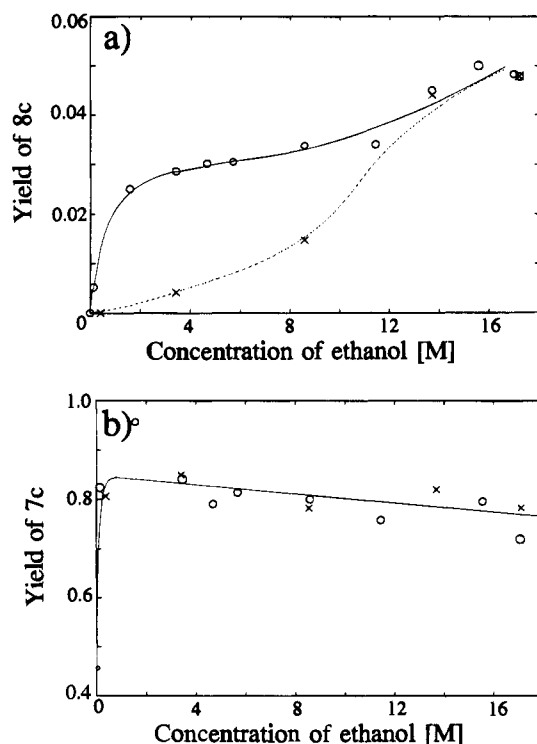 a)
0.06
0.04
0.02
0
Yield of 8c
0 4 8 12 16
Concentration of ethanol [M]
b)
1.0
0.8
0.6
0.4
Yield of 7c
0 4 8 12 16
Concentration of ethanol [M]